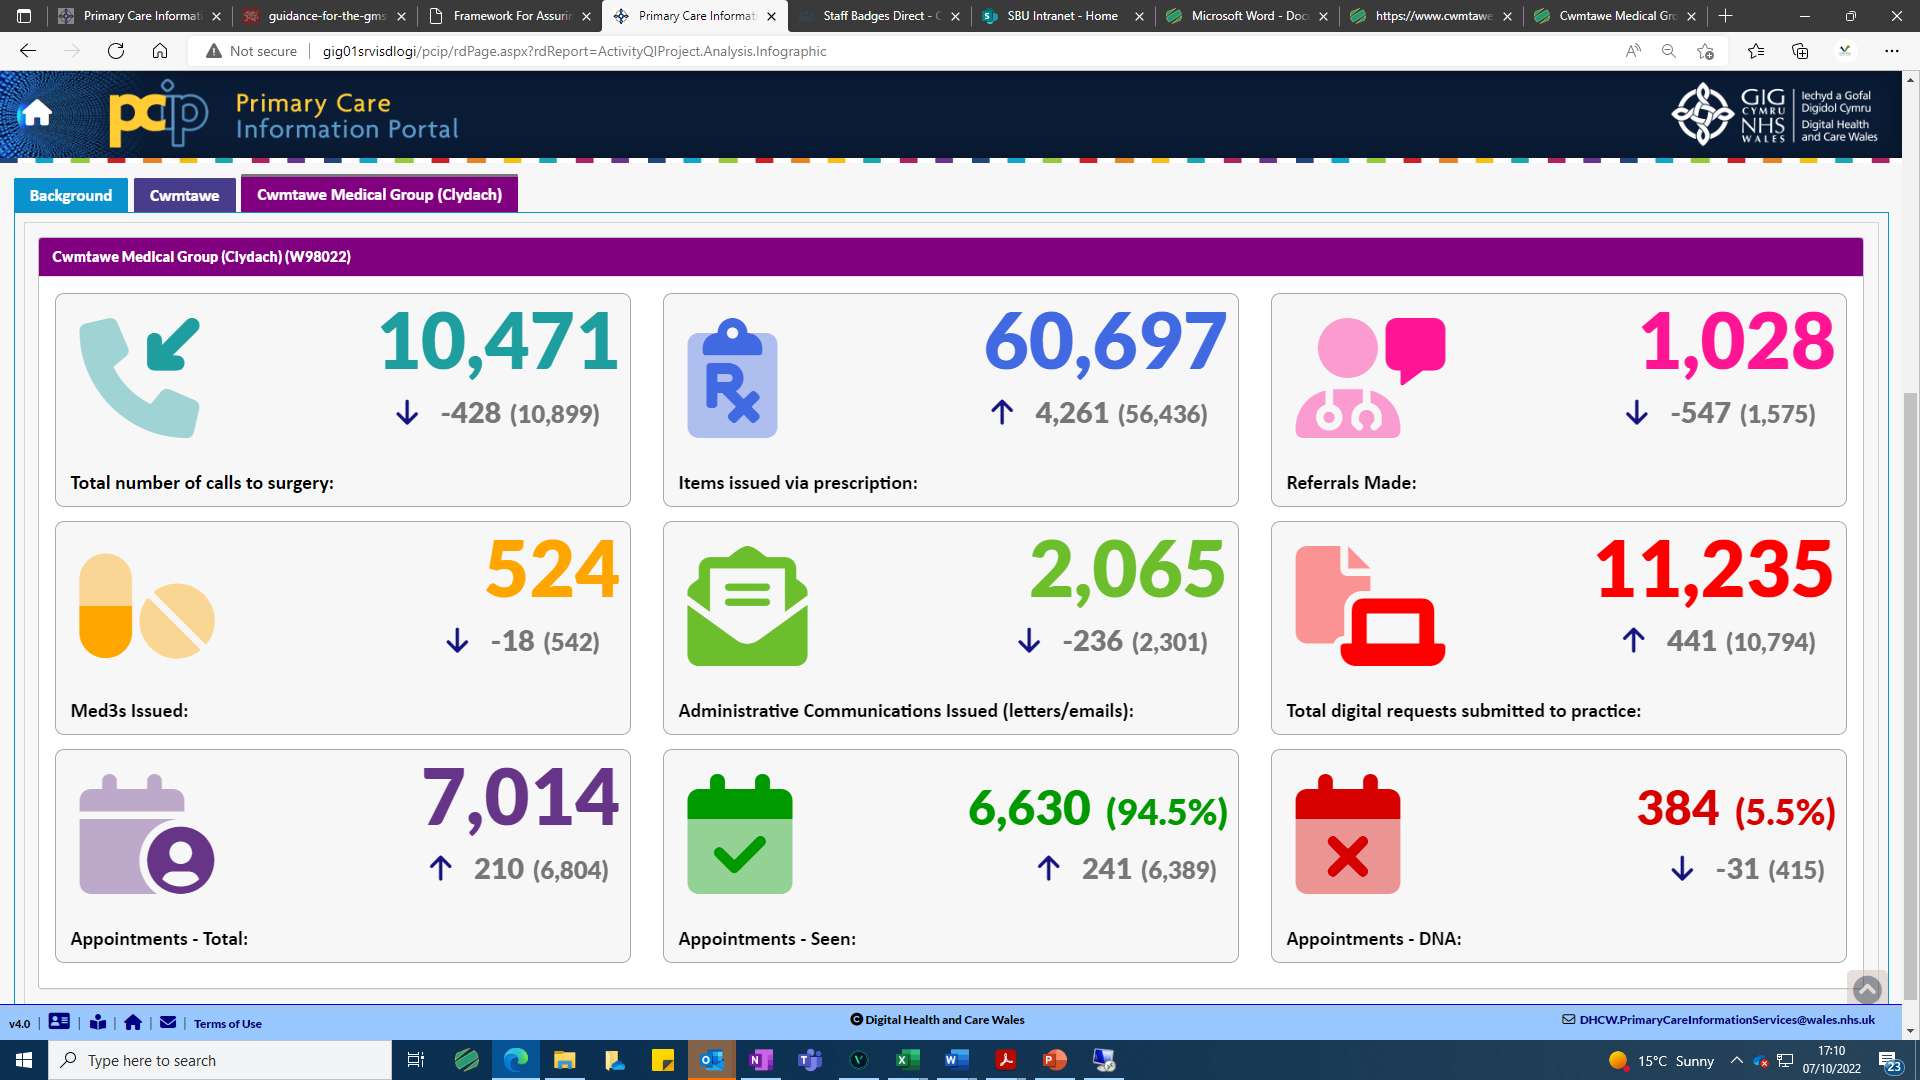 Primary Care Informati
guidance-for-the-gms
Framework For Assurin
Primary Care Informat
Staff Badges Direct - C
SBU Intranet - Home
Microsoft Word - Doc
https://www.cwmtawe
Cwmtawe Medical Gro
Not secure
gig01srvisdlogi/pcip/rdPage.aspx?rdReport=ActivityQIProject.Analysis.Infographic
pcip
Primary Care
Information Portal
GIG
CYMRU
NHS
WALES
Iechyd a Gofal
Digidol Cymru
Digital Health
and Care Wales
Background
Cwmtawe
Cwmtawe Medical Group (Clydach)
Cwmtawe Medical Group (Clydach) (W98022)
10,471
-428 (10,899)
Total number of calls to surgery:
Rx
60,697
4,261 (56,436)
Items issued via prescription:
1,028
-547 (1,575)
Referrals Made:
524
-18 (542)
Med3s Issued:
2,065
-236 (2,301)
Administrative Communications Issued (letters/emails):
11,235
441 (10,794)
Total digital requests submitted to practice:
7,014
210 (6,804)
Appointments - Total:
6,630 (94.5%)
241 (6,389)
Appointments - Seen:
384 (5.5%)
-31 (415)
Appointments - DNA:
v4.0 | | | | | Terms of Use
Digital Health and Care Wales
DHCW.PrimaryCareInformationServices@wales.nhs.uk
Type here to search
15°C Sunny
17:10
07/10/2022
23